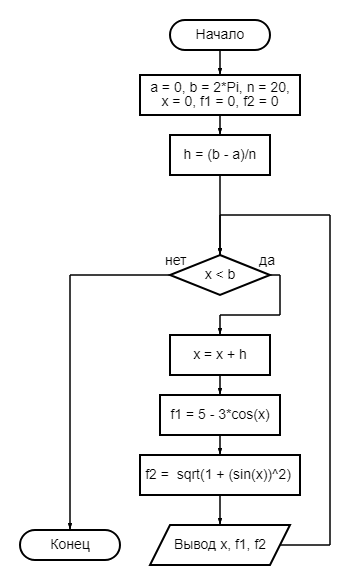 Начало
a = 0, b = 2*Pi, n = 20,
x = 0, f1 = 0, f2 = 0
h = (b - a)/n
нет
да
x < b
x = x + h
f1 = 5 - 3*cos(x)
f2 = sqrt(1 + (sin(x))^2)
Вывод x, f1, f2
Конец